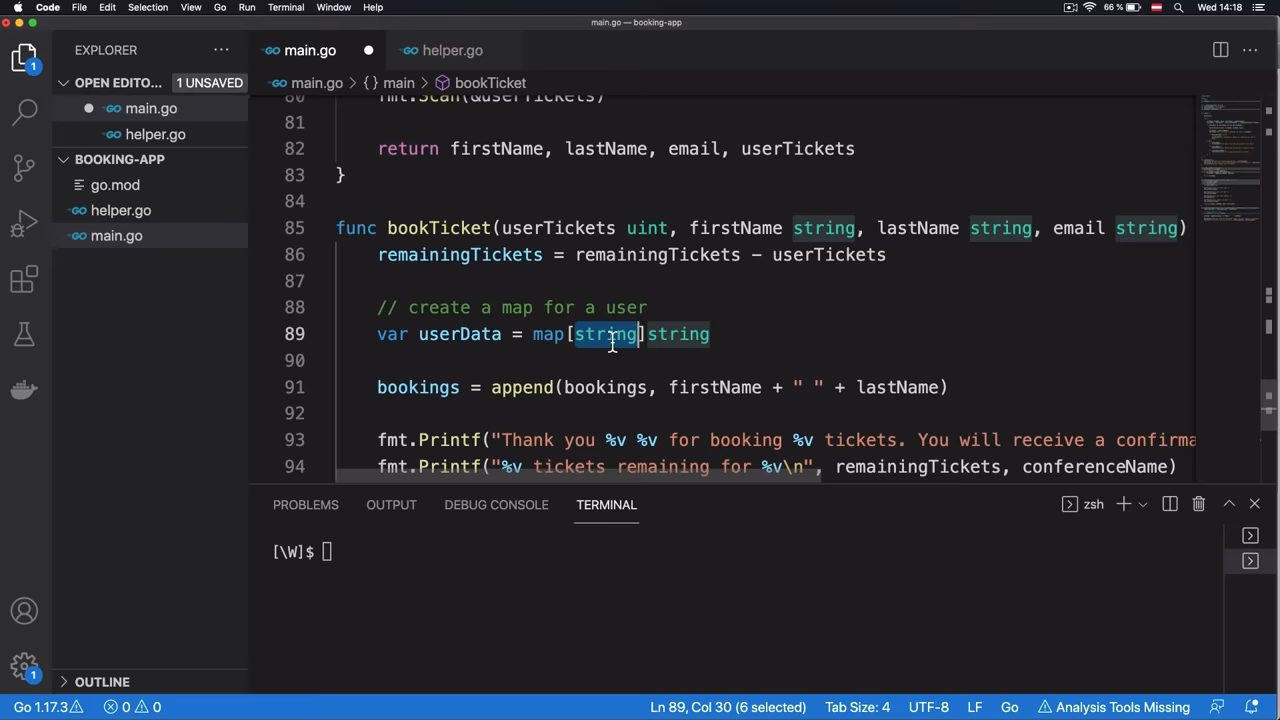 Code File Edit Selection View Go Run Terminal Window Help 66 % Wed 14:18
main.go — booking-app
EXPLORER
main.go
helper.go
1
OPEN EDITO... 1 UNSAVED
main.go > {} main > bookTicket
main.go
helper.go
BOOKING-APP
go.mod
helper.go
main.go
80 fmt.Scan(&userTickets)
81
82 return firstName, lastName, email, userTickets
83 }
84
85 func bookTicket(userTickets uint, firstName string, lastName string, email string)
86 remainingTickets = remainingTickets - userTickets
87
88 // create a map for a user
89 var userData = map[string]string
90
91 bookings = append(bookings, firstName + " " + lastName)
92
93 fmt.Printf("Thank you %v %v for booking %v tickets. You will receive a confirma
94 fmt.Printf("%v tickets remaining for %v\n", remainingTickets, conferenceName)
PROBLEMS OUTPUT DEBUG CONSOLE TERMINAL zsh
[\W]$
1
OUTLINE
Go 1.17.3 0 0 Ln 89, Col 30 (6 selected) Tab Size: 4 UTF-8 LF Go Analysis Tools Missing